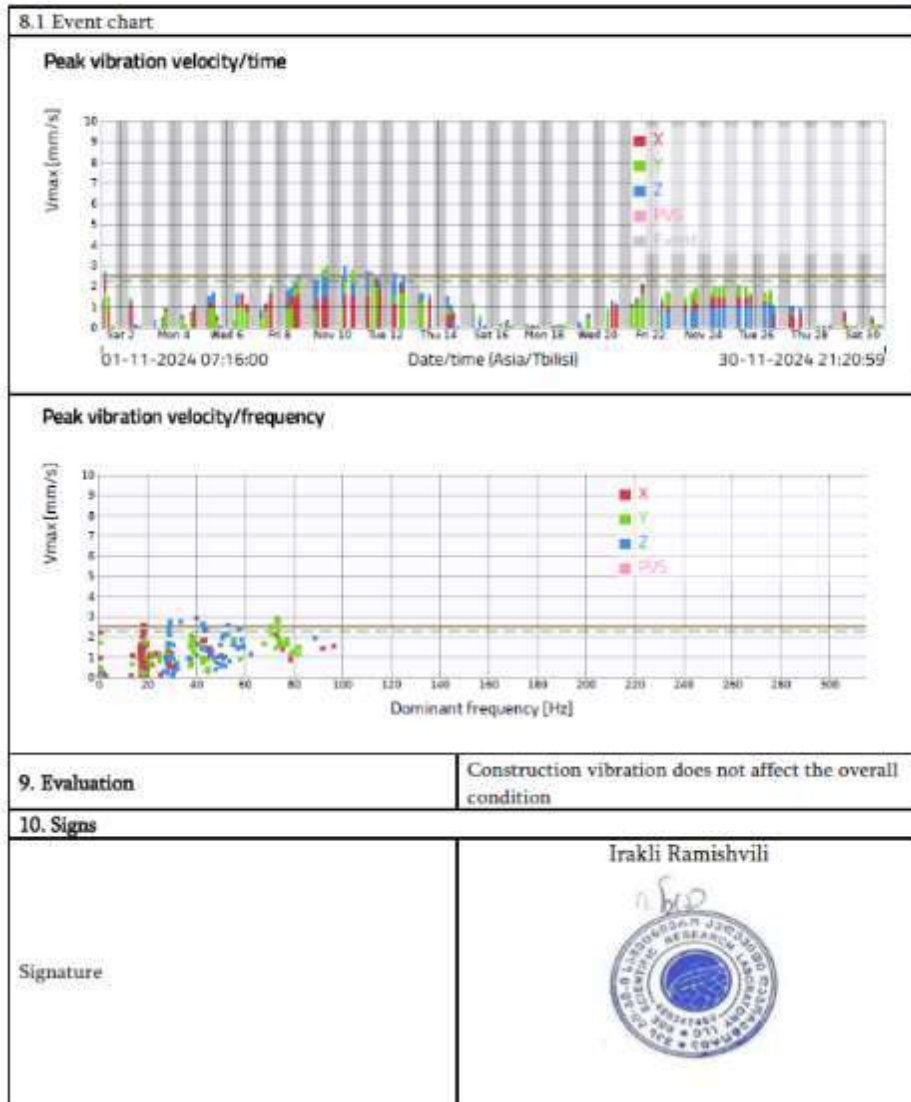 8.1 Event chart
Peak vibration velocity/time
Vmax [mm/s]
10
9
8
7
6
5
4
3
2
1
0
X
Y
Z
PVS
Event
Sat 2 Mon 4 Wed 6 Fri 8 Nov 10 Tue 12 Thu 14 Sat 16 Mon 18 Wed 20 Fri 22 Nov 24 Tue 26 Thu 28 Sat 30
01-11-2024 07:16:00 Date/time (Asia/Tbilisi) 30-11-2024 21:20:59
Peak vibration velocity/frequency
Vmax [mm/s]
10
9
8
7
6
5
4
3
2
1
0
X
Y
Z
PVS
0 20 40 60 80 100 120 140 160 180 200 220 240 260 280 300
Dominant frequency [Hz]
9. Evaluation
Construction vibration does not affect the overall
condition
10. Signs
Irakli Ramishvili
Signature
SCIENTIFIC RESEARCH LABORATORY LLC